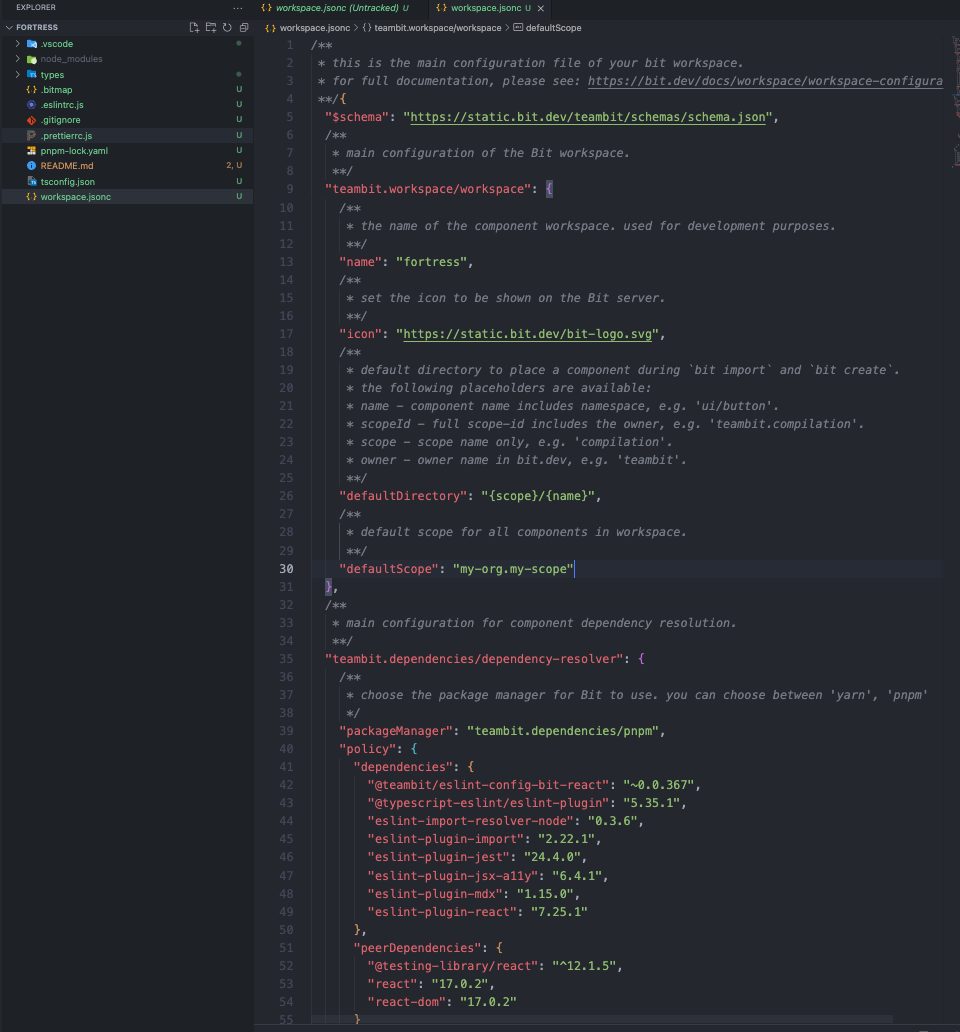 EXPLORER
···
FORTRESS
.vscode
node_modules
types
.bitmap U
.eslintrc.js U
.gitignore U
.prettierrc.js U
pnpm-lock.yaml U
README.md 2, U
tsconfig.json U
workspace.jsonc U
{} workspace.jsonc (Untracked) U
{} workspace.jsonc U ×
{} workspace.jsonc > {} teambit.workspace/workspace > defaultScope
1 /**
2 * this is the main configuration file of your bit workspace.
3 * for full documentation, please see: https://bit.dev/docs/workspace/workspace-configura
4 **/{
5 "$schema": "https://static.bit.dev/teambit/schemas/schema.json",
6 /**
7 * main configuration of the Bit workspace.
8 **/
9 "teambit.workspace/workspace": {
10 /**
11 * the name of the component workspace. used for development purposes.
12 **/
13 "name": "fortress",
14 /**
15 * set the icon to be shown on the Bit server.
16 **/
17 "icon": "https://static.bit.dev/bit-logo.svg",
18 /**
19 * default directory to place a component during `bit import` and `bit create`.
20 * the following placeholders are available:
21 * name - component name includes namespace, e.g. 'ui/button'.
22 * scopeId - full scope-id includes the owner, e.g. 'teambit.compilation'.
23 * scope - scope name only, e.g. 'compilation'.
24 * owner - owner name in bit.dev, e.g. 'teambit'.
25 **/
26 "defaultDirectory": "{scope}/{name}",
27 /**
28 * default scope for all components in workspace.
29 **/
30 "defaultScope": "my-org.my-scope"
31 },
32 /**
33 * main configuration for component dependency resolution.
34 **/
35 "teambit.dependencies/dependency-resolver": {
36 /**
37 * choose the package manager for Bit to use. you can choose between 'yarn', 'pnpm'
38 */
39 "packageManager": "teambit.dependencies/pnpm",
40 "policy": {
41 "dependencies": {
42 "@teambit/eslint-config-bit-react": "~0.0.367",
43 "@typescript-eslint/eslint-plugin": "5.35.1",
44 "eslint-import-resolver-node": "0.3.6",
45 "eslint-plugin-import": "2.22.1",
46 "eslint-plugin-jest": "24.4.0",
47 "eslint-plugin-jsx-a11y": "6.4.1",
48 "eslint-plugin-mdx": "1.15.0",
49 "eslint-plugin-react": "7.25.1"
50 },
51 "peerDependencies": {
52 "@testing-library/react": "^12.1.5",
53 "react": "17.0.2",
54 "react-dom": "17.0.2"
55 }